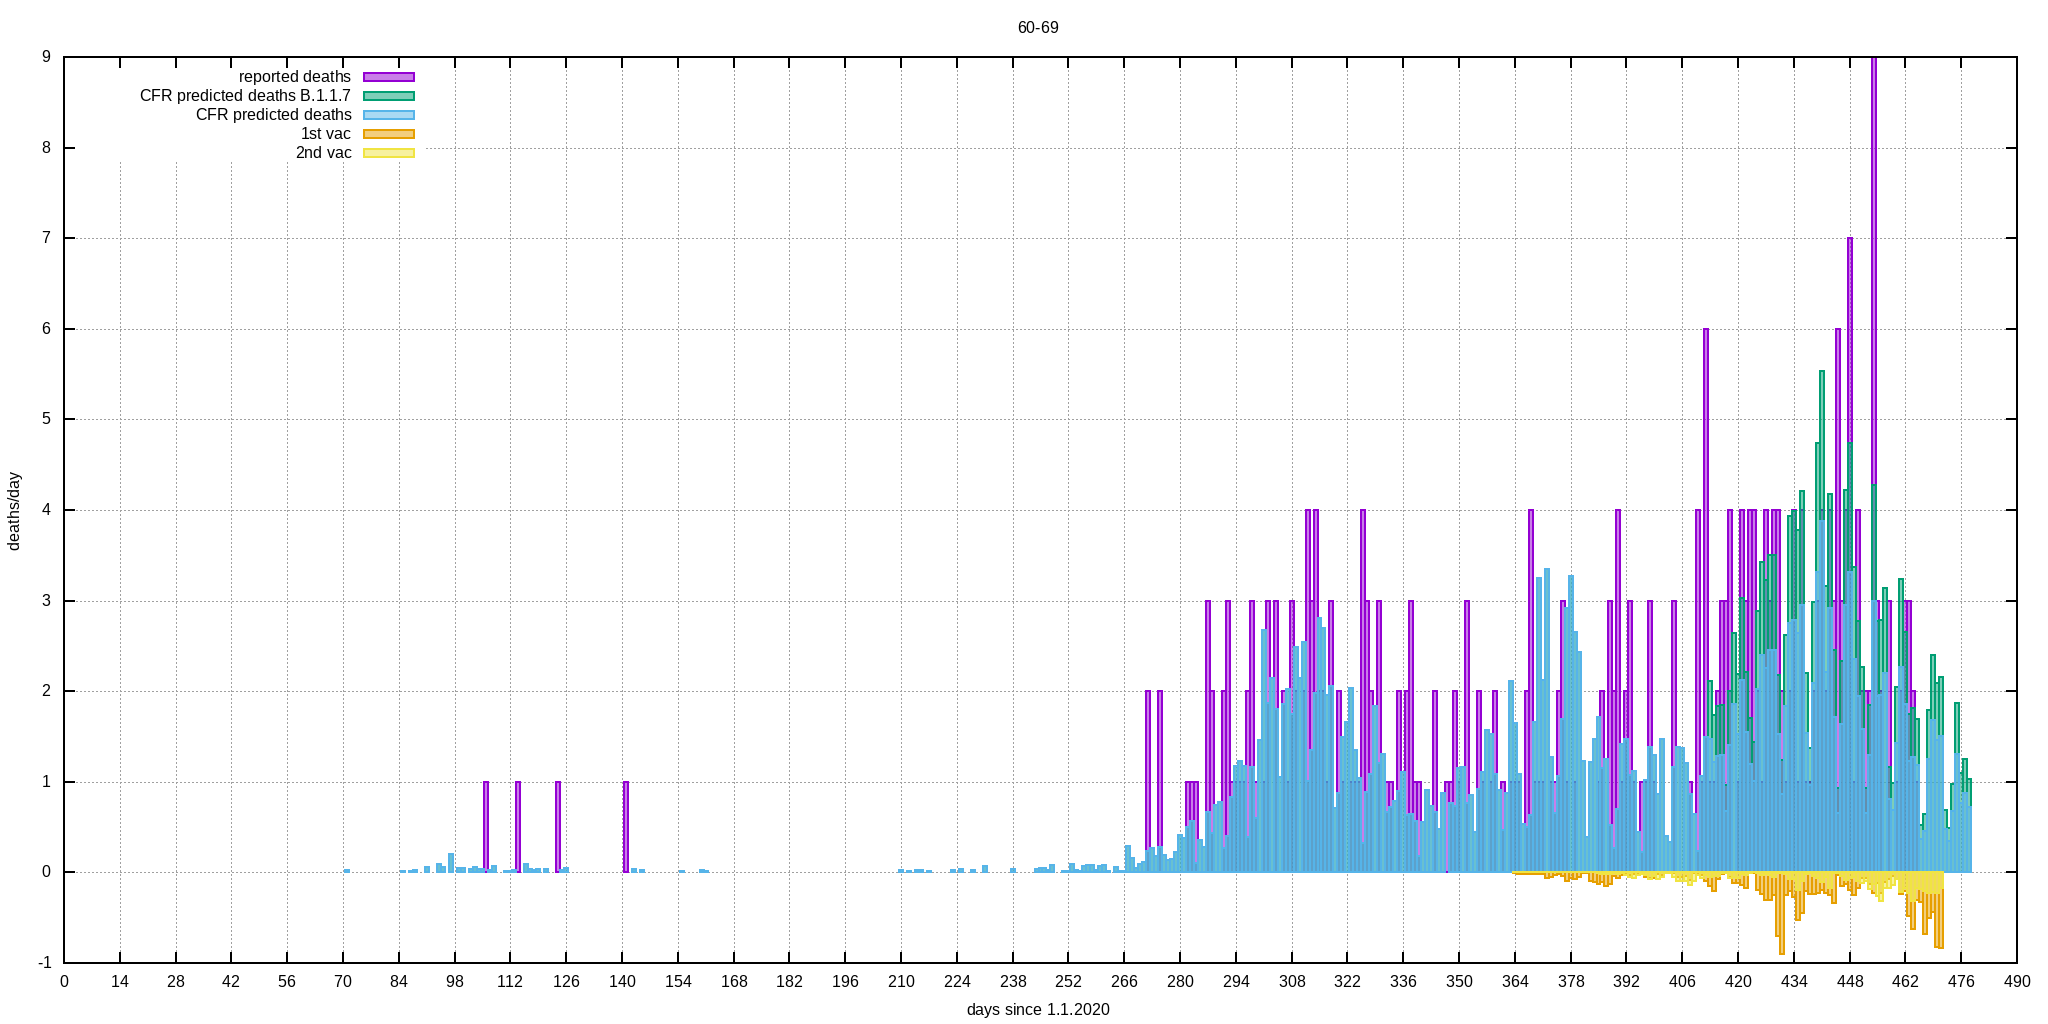 60-69
reported deaths
CFR predicted deaths B.1.1.7
CFR predicted deaths
1st vac
2nd vac
9
8
7
6
5
4
3
2
1
0
-1
deaths/day
0 14 28 42 56 70 84 98 112 126 140 154 168 182 196 210 224 238 252 266 280 294 308 322 336 350 364 378 392 406 420 434 448 462 476 490
days since 1.1.2020